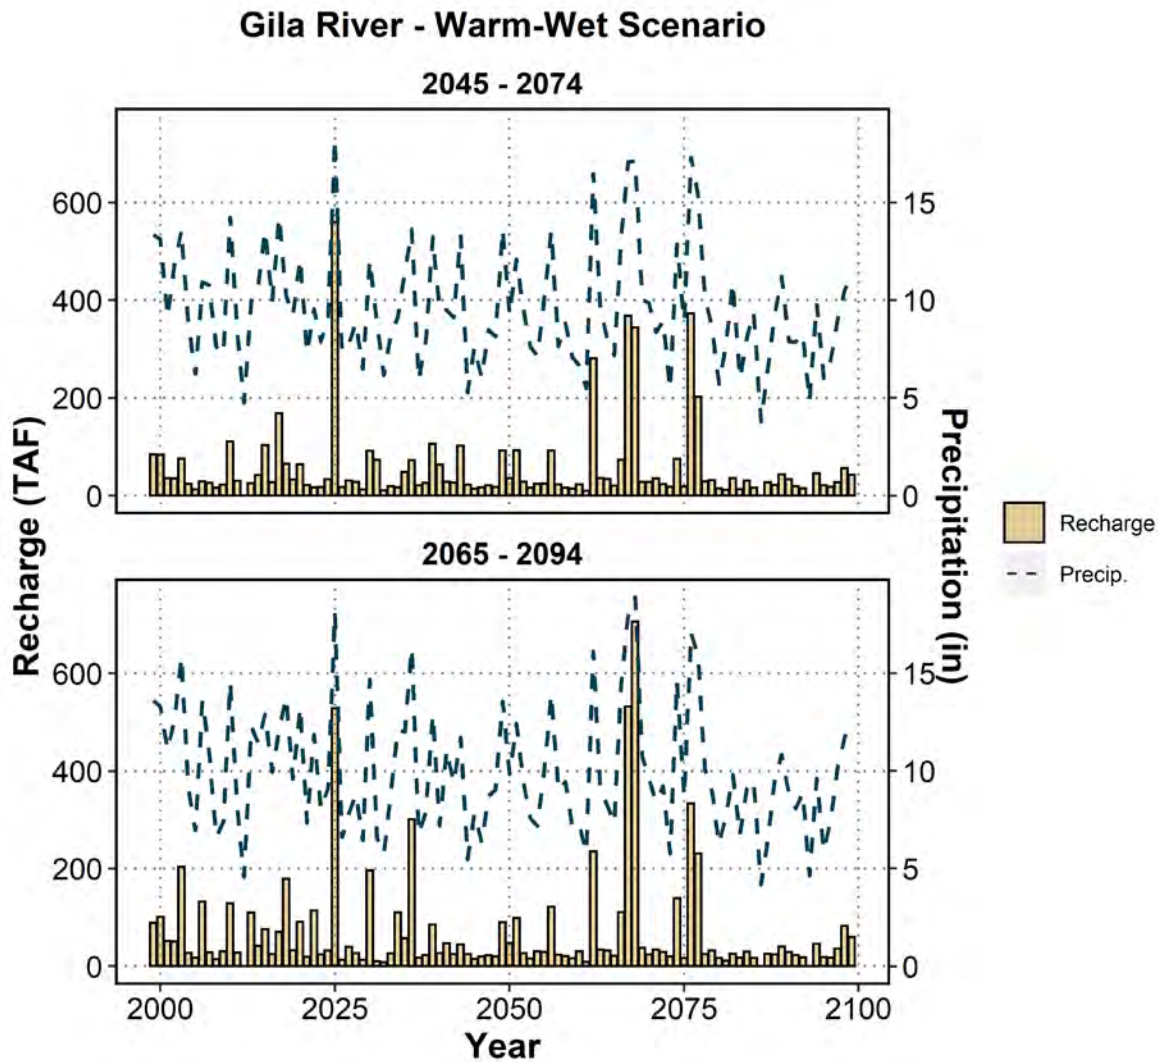 Gila River - Warm-Wet Scenario
2045 - 2074
600
400
200
0
15
10
5
0
Recharge (TAF)
Precipitation (in)
Recharge
Precip.
2065 - 2094
600
400
200
0
15
10
5
0
2000
2025
2050
2075
2100
Year